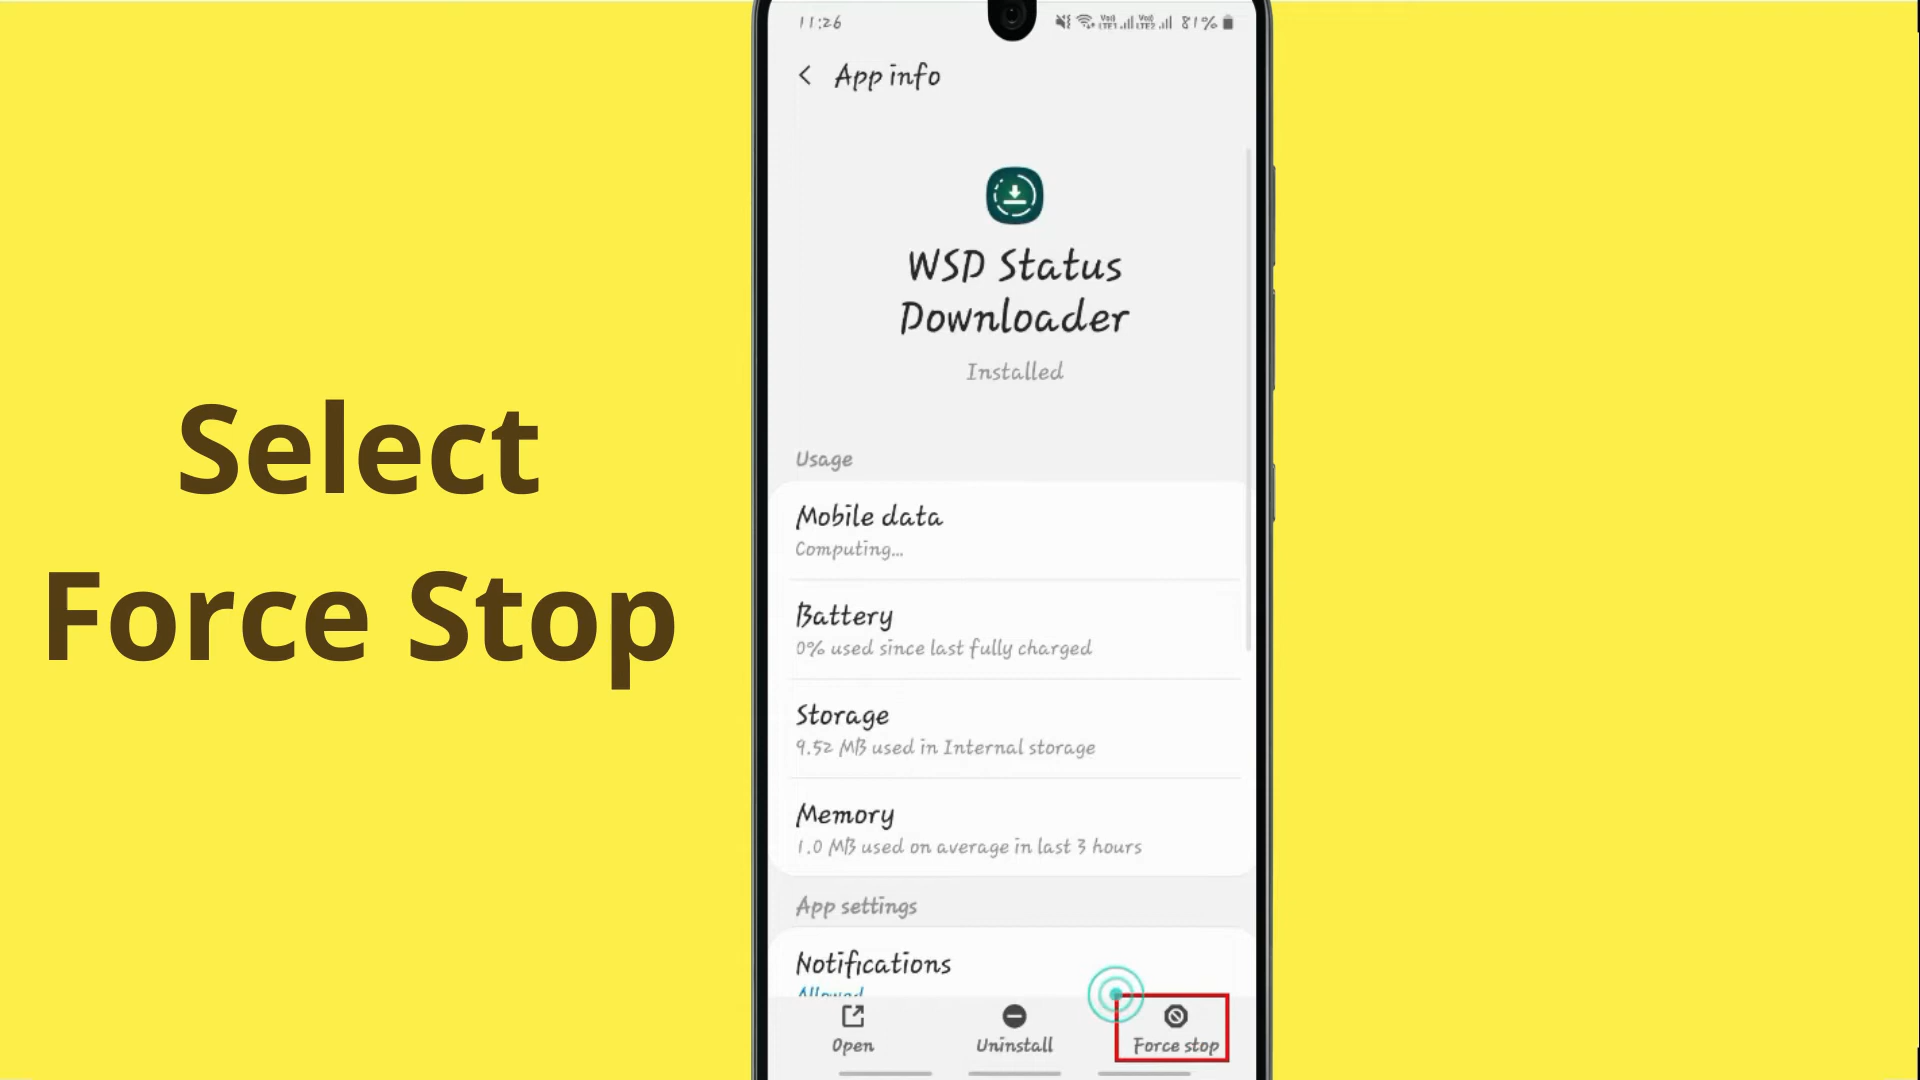 Select
Force Stop
11:26
81%
App info
WSD Status
Downloader
Installed
Usage
Mobile data
Computing...
Battery
0% used since last fully charged
Storage
9.52 MB used in Internal storage
Memory
1.0 MB used on average in last 3 hours
App settings
Notifications
Allowed
Open
Uninstall
Force stop